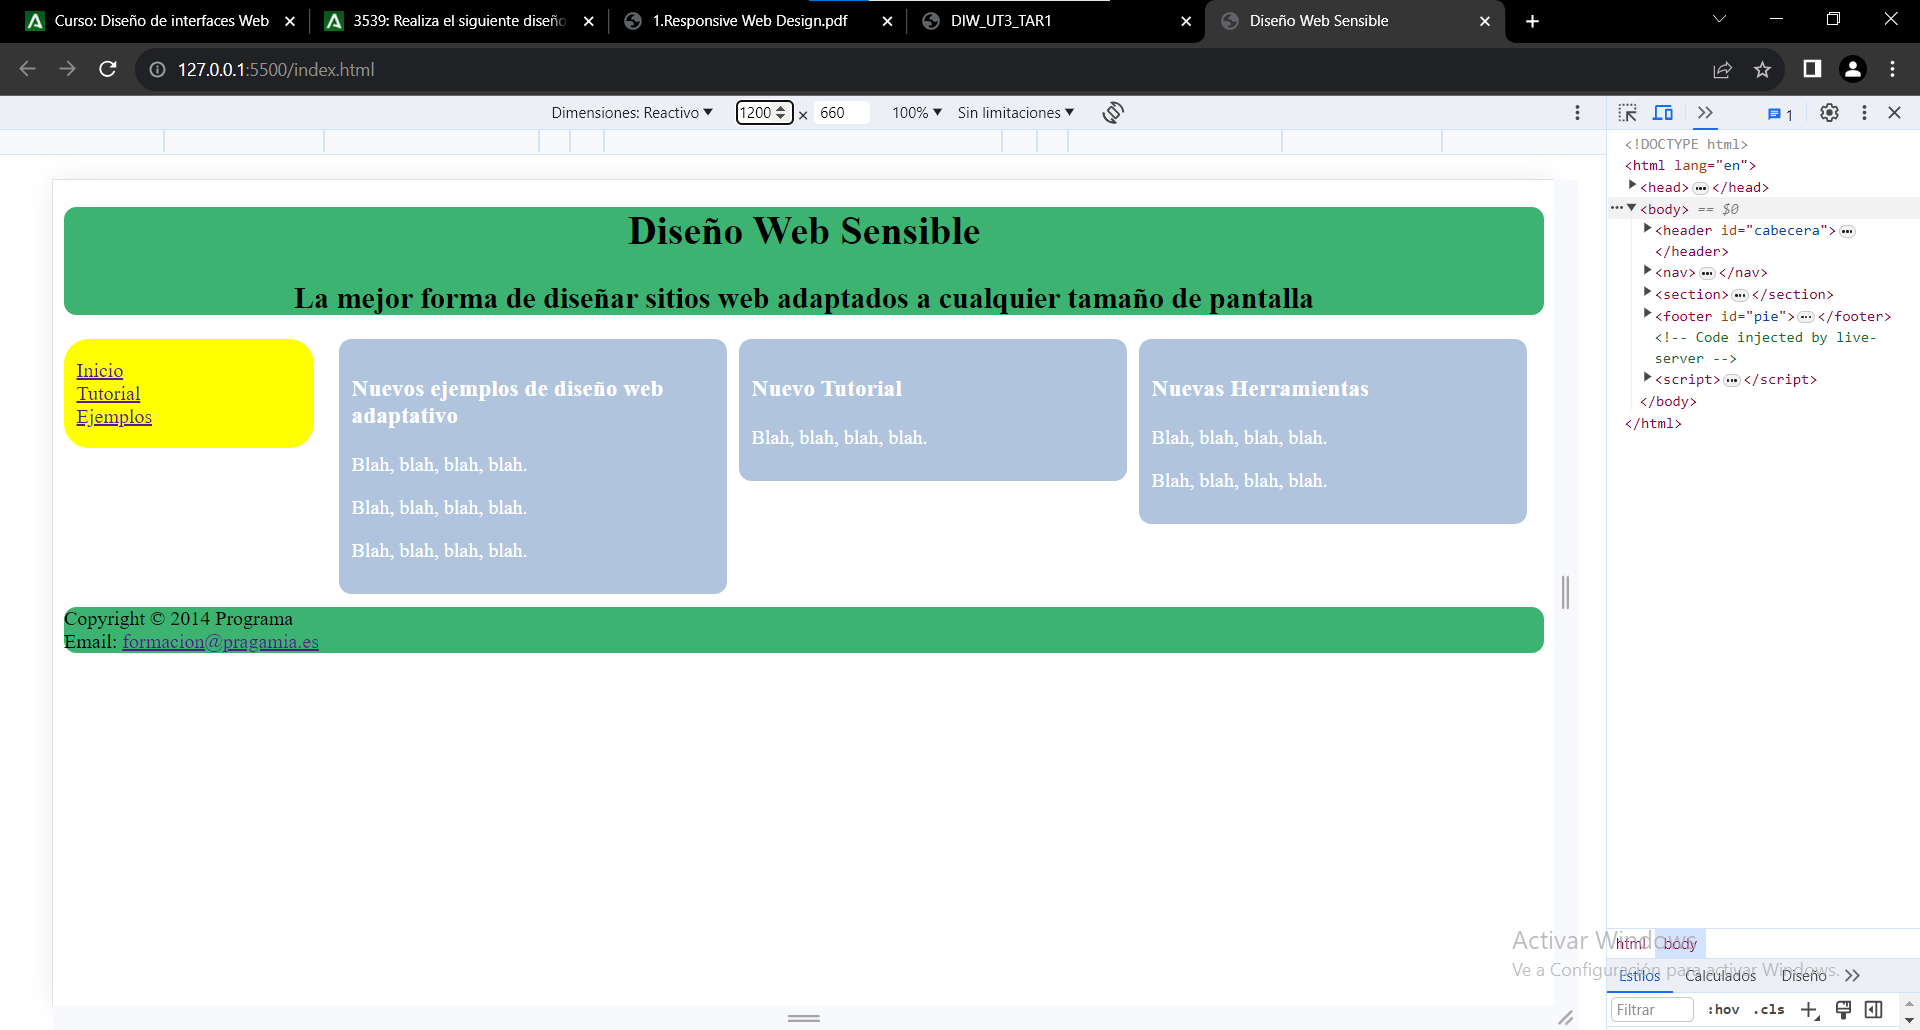 Curso: Diseño de interfaces Web
3539: Realiza el siguiente diseño
1.Responsive Web Design.pdf
DIW_UT3_TAR1
Diseño Web Sensible
127.0.0.1:5500/index.html
Dimensiones: Reactivo
1200 × 660
100%
Sin limitaciones
1
Diseño Web Sensible
La mejor forma de diseñar sitios web adaptados a cualquier tamaño de pantalla
Inicio
Tutorial
Ejemplos
Nuevos ejemplos de diseño web
adaptativo
Blah, blah, blah, blah.
Blah, blah, blah, blah.
Blah, blah, blah, blah.
Nuevo Tutorial
Blah, blah, blah, blah.
Nuevas Herramientas
Blah, blah, blah, blah.
Blah, blah, blah, blah.
Copyright © 2014 Programa
Email: formacion@pragamia.es
<!DOCTYPE html>
<html lang="en">
<head>…</head>
<body> == $0
<header id="cabecera">…
</header>
<nav>…</nav>
<section>…</section>
<footer id="pie">…</footer>
<!-- Code injected by live-
server -->
<script>…</script>
</body>
</html>
Activar Windows
Ve a Configuración para activar Windows.
html body
Estilos Calculados Diseño
Filtrar :hov .cls